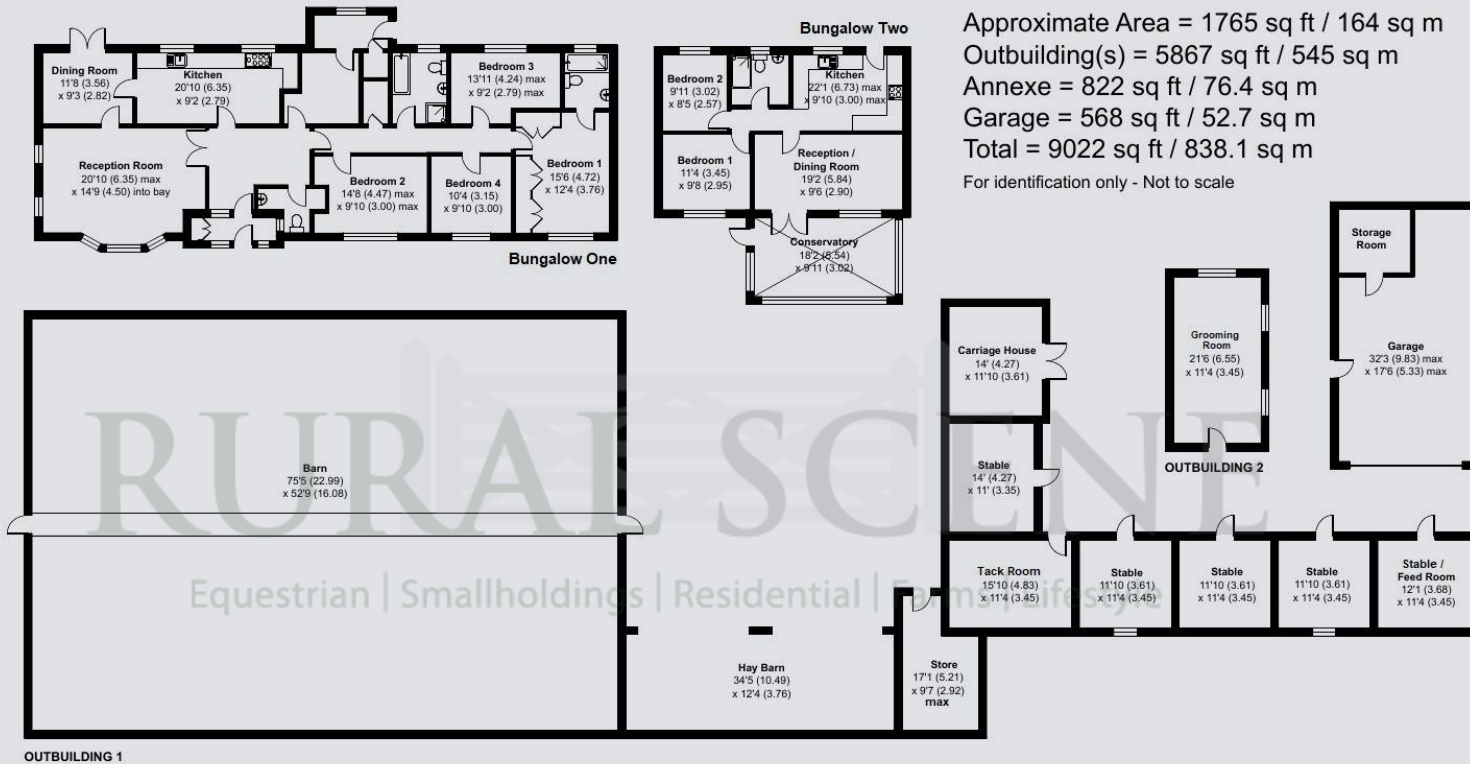 Bungalow Two
Approximate Area = 1765 sq ft / 164 sq m
Outbuilding(s) = 5867 sq ft / 545 sq m
Annexe = 822 sq ft / 76.4 sq m
Garage = 568 sq ft / 52.7 sq m
Total = 9022 sq ft / 838.1 sq m
For identification only - Not to scale
Dining Room
11'8 (3.56)
x 9'3 (2.82)
Kitchen
20'10 (6.35)
x 9'2 (2.79)
Bedroom 3
13'11 (4.24) max
x 9'2 (2.79) max
Reception Room
20'10 (6.35) max
x 14'9 (4.50) into bay
Bedroom 2
14'8 (4.47) max
x 9'10 (3.00) max
Bedroom 4
10'4 (3.15)
x 9'10 (3.00)
Bedroom 1
15'6 (4.72)
x 12'4 (3.76)
Bungalow One
Bedroom 2
9'11 (3.02)
x 8'5 (2.57)
Kitchen
22'1 (6.73) max
x 9'10 (3.00) max
Bedroom 1
11'4 (3.45)
x 9'8 (2.95)
Reception /
Dining Room
19'2 (5.84)
x 9'6 (2.90)
Conservatory
18'2 (5.54)
x 9'11 (3.02)
Storage
Room
Garage
32'3 (9.83) max
x 17'6 (5.33) max
Grooming
Room
21'6 (6.55)
x 11'4 (3.45)
OUTBUILDING 2
Carriage House
14' (4.27)
x 11'10 (3.61)
Stable
14' (4.27)
x 11' (3.35)
Barn
75'5 (22.99)
x 52'9 (16.08)
RURAL SCENE
Equestrian | Smallholdings | Residential | Farms | Lifestyle
Tack Room
15'10 (4.83)
x 11'4 (3.45)
Stable
11'10 (3.61)
x 11'4 (3.45)
Stable
11'10 (3.61)
x 11'4 (3.45)
Stable
11'10 (3.61)
x 11'4 (3.45)
Stable /
Feed Room
12'1 (3.68)
x 11'4 (3.45)
Hay Barn
34'5 (10.49)
x 12'4 (3.76)
Store
17'1 (5.21)
x 9'7 (2.92)
max
OUTBUILDING 1